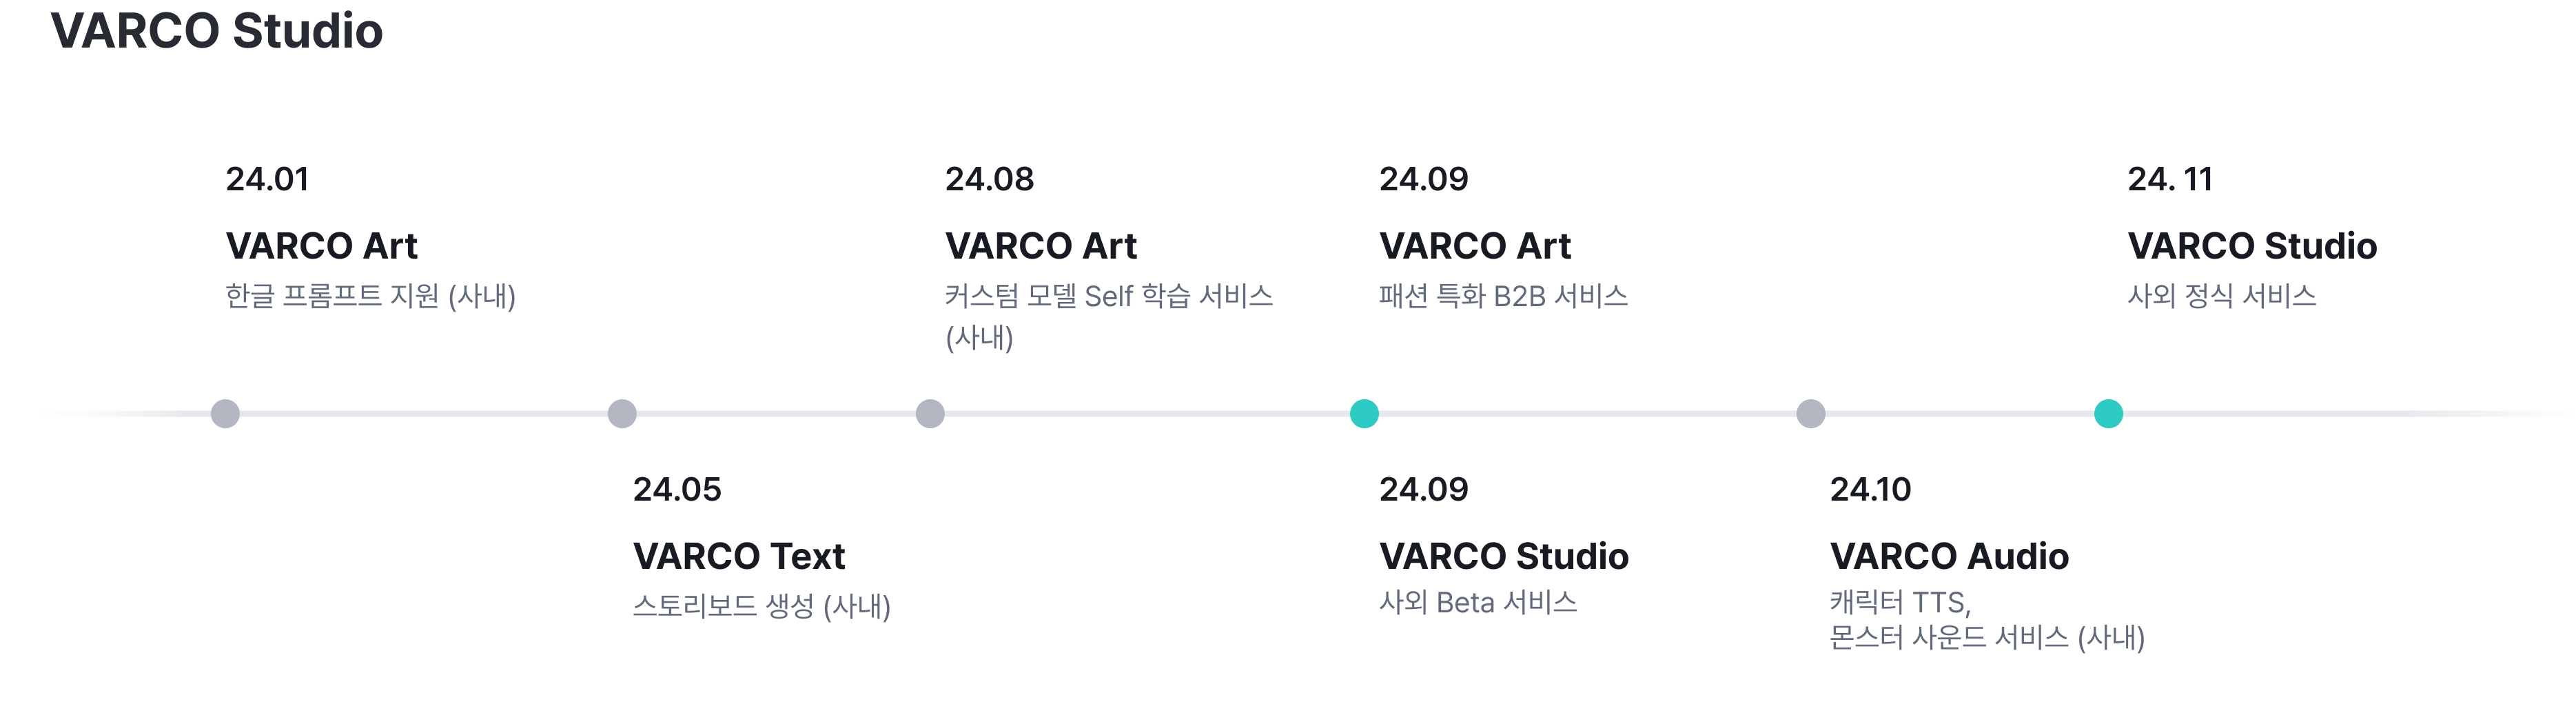 VARCO Studio
24.01
VARCO Art
한글 프롬프트 지원 (사내)
24.08
VARCO Art
커스텀 모델 Self 학습 서비스
(사내)
24.09
VARCO Art
패션 특화 B2B 서비스
24. 11
VARCO Studio
사외 정식 서비스
24.05
VARCO Text
스토리보드 생성 (사내)
24.09
VARCO Studio
사외 Beta 서비스
24.10
VARCO Audio
캐릭터 TTS,
몬스터 사운드 서비스 (사내)